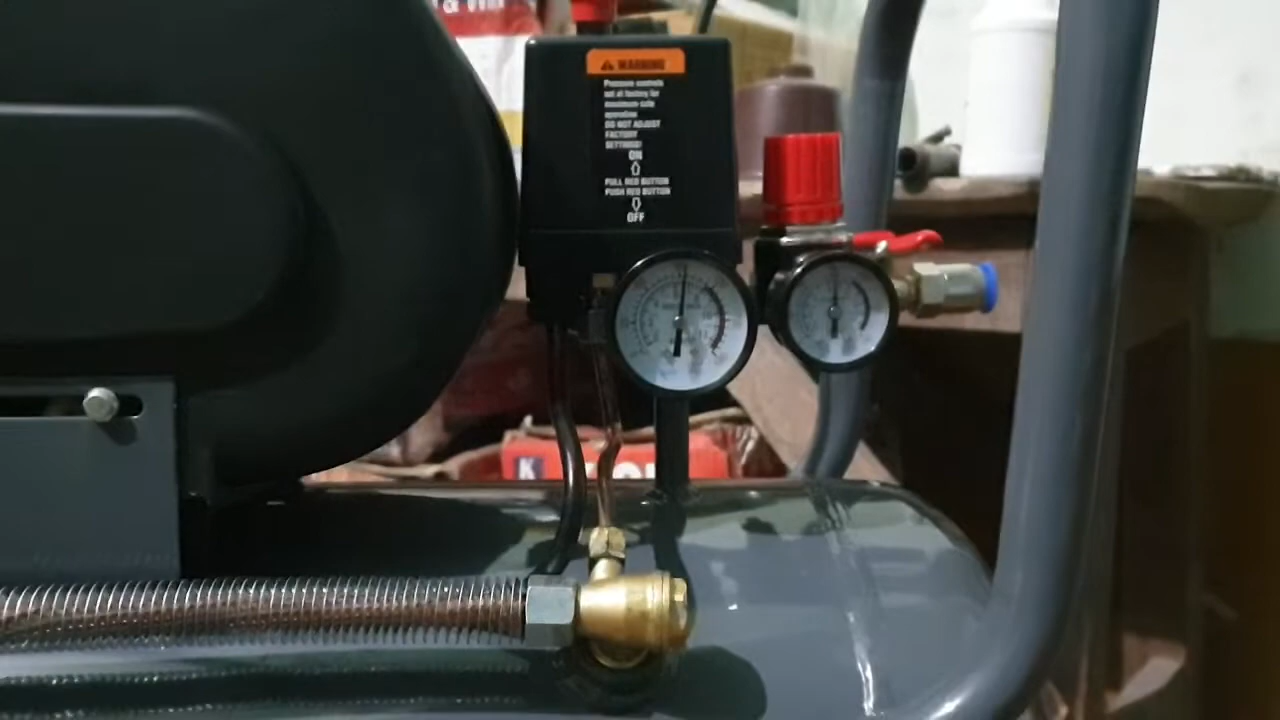 WARNING
Pressure controls
set at factory for
maximum safe
operation
DO NOT ADJUST
FACTORY
SETTINGS!
ON
PULL RED BUTTON
PUSH RED BUTTON
OFF
K